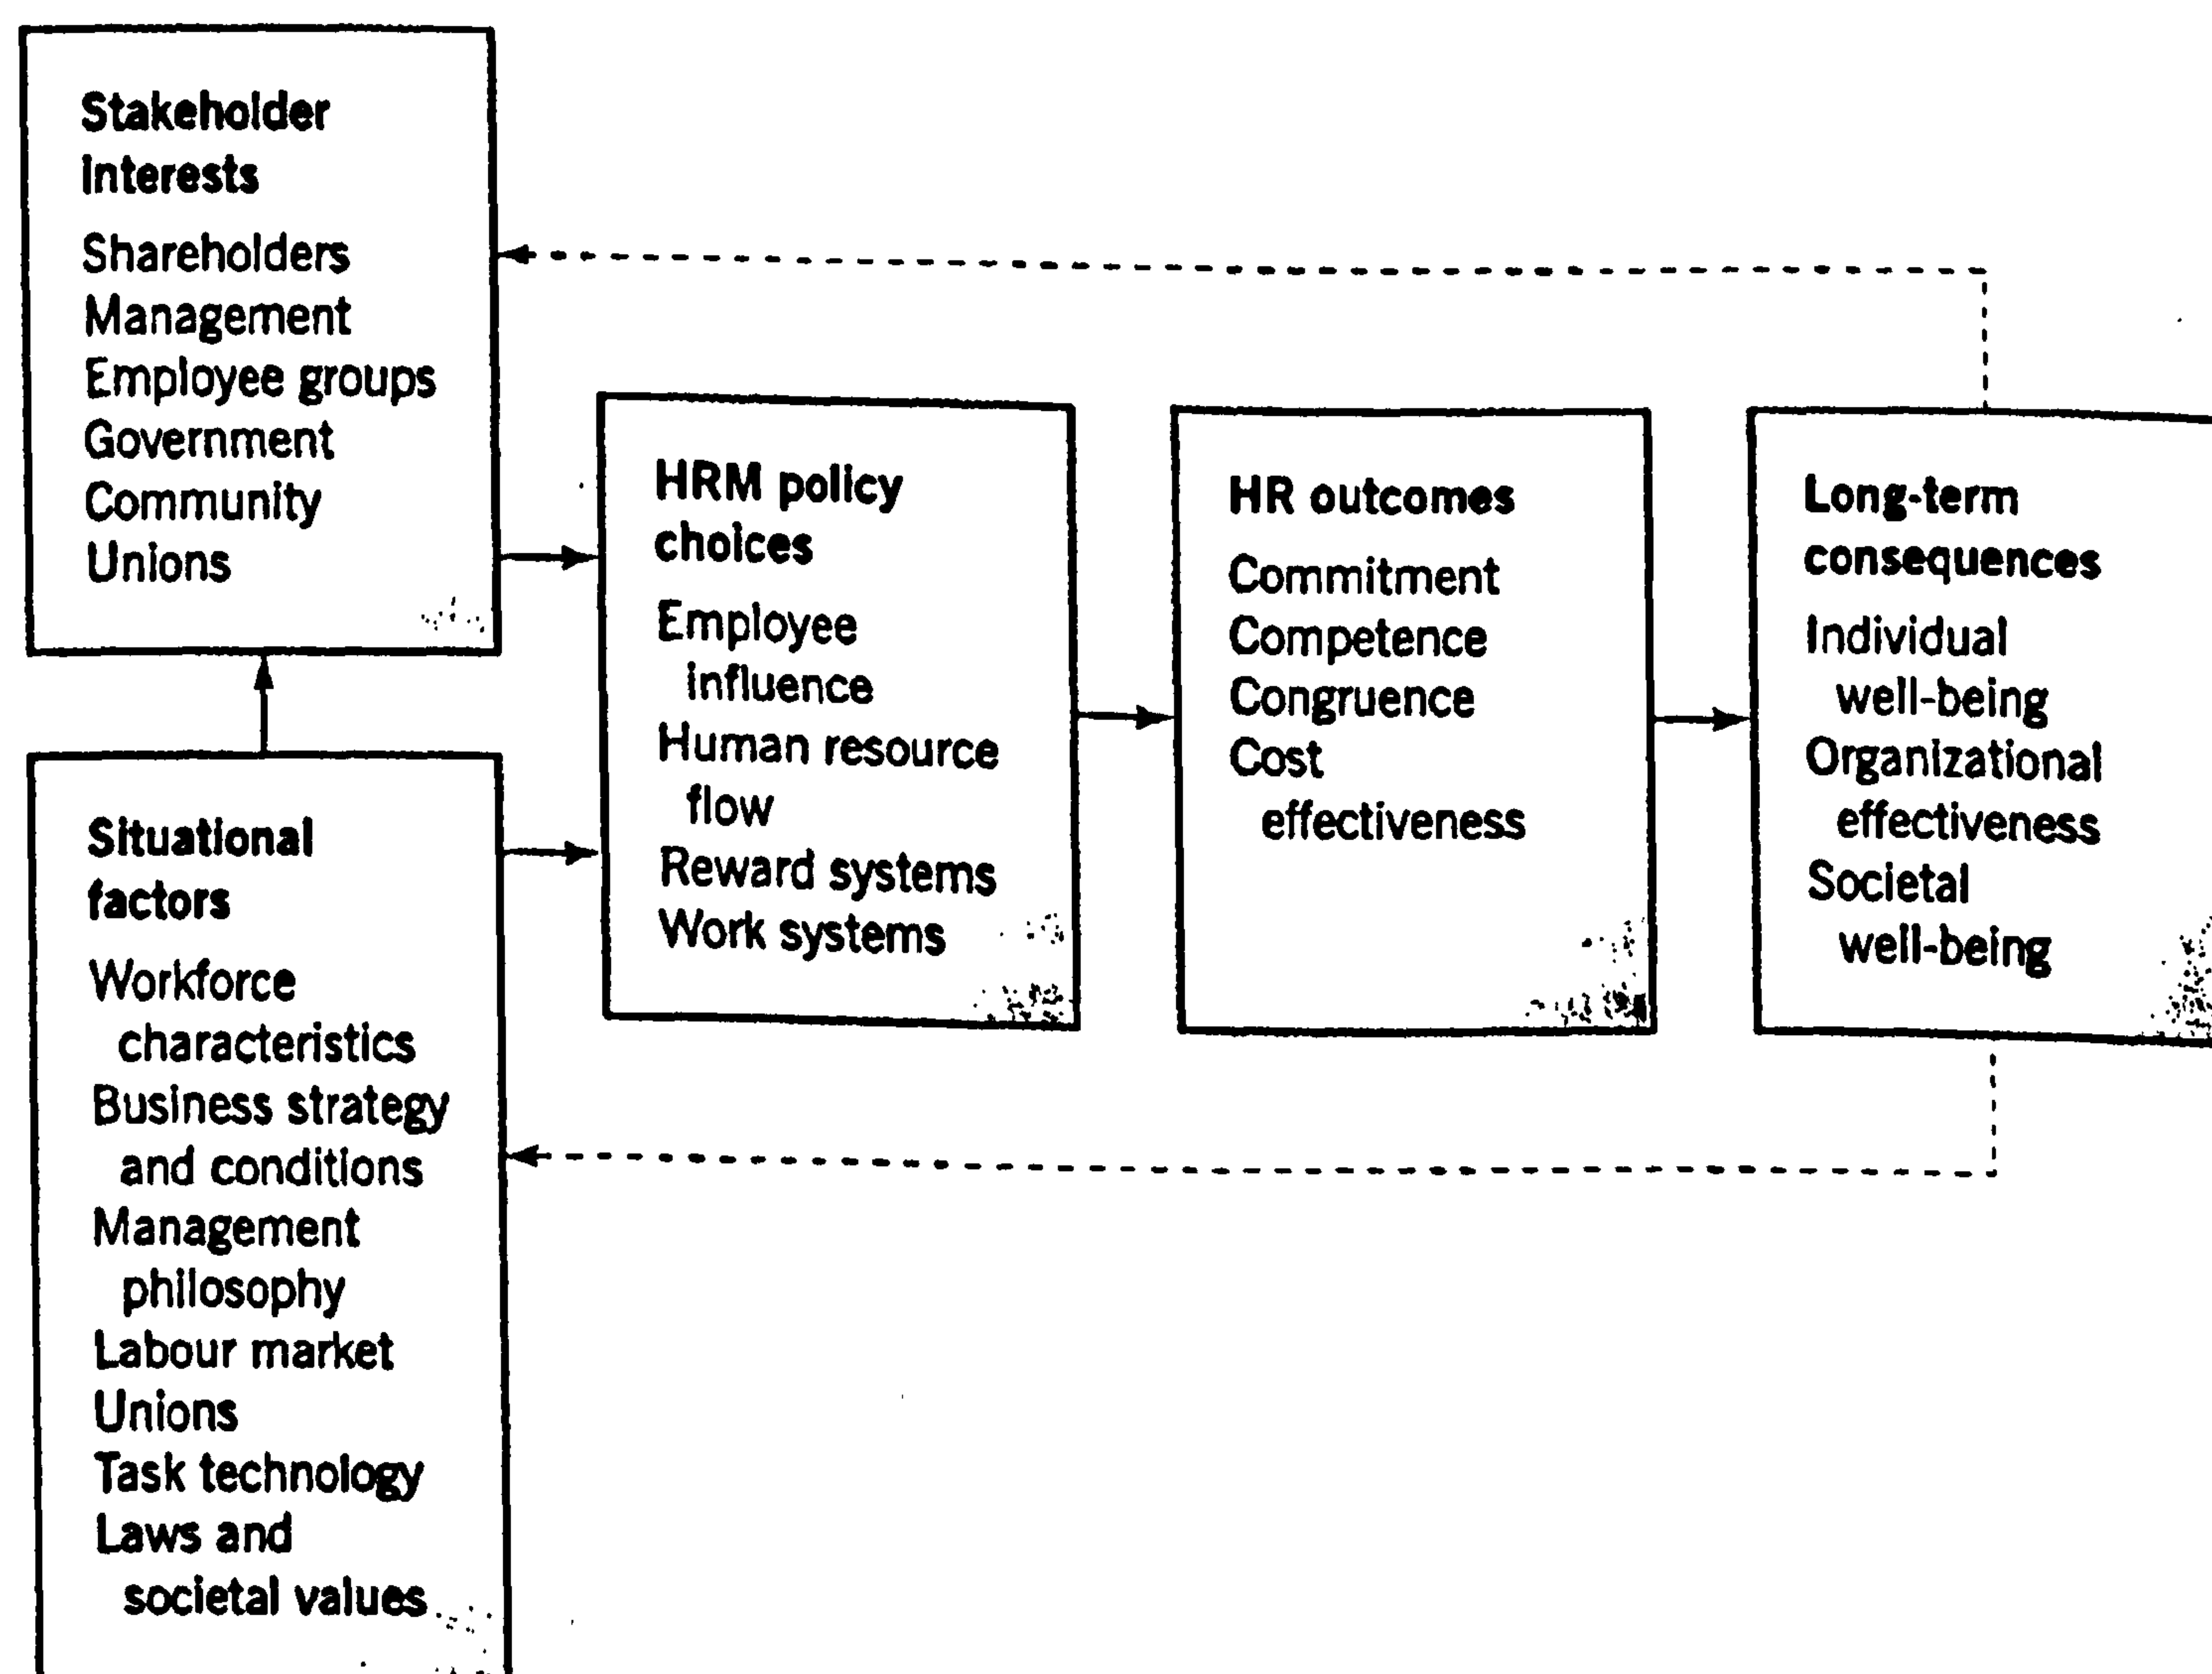 Stakeholder
interests
Shareholders
Management
Employee groups
Government
Community
Unions
Situational
factors
Workforce
characteristics
Business strategy
and conditions
Management
philosophy
Labour market
Unions
Task technology
Laws and
societal values
HRM policy
choices
Employee
influence
Human resource
flow
Reward systems
Work systems
HR outcomes
Commitment
Competence
Congruence
Cost
effectiveness
Long-term
consequences
Individual
well-being
Organizational
effectiveness
Societal
well-being